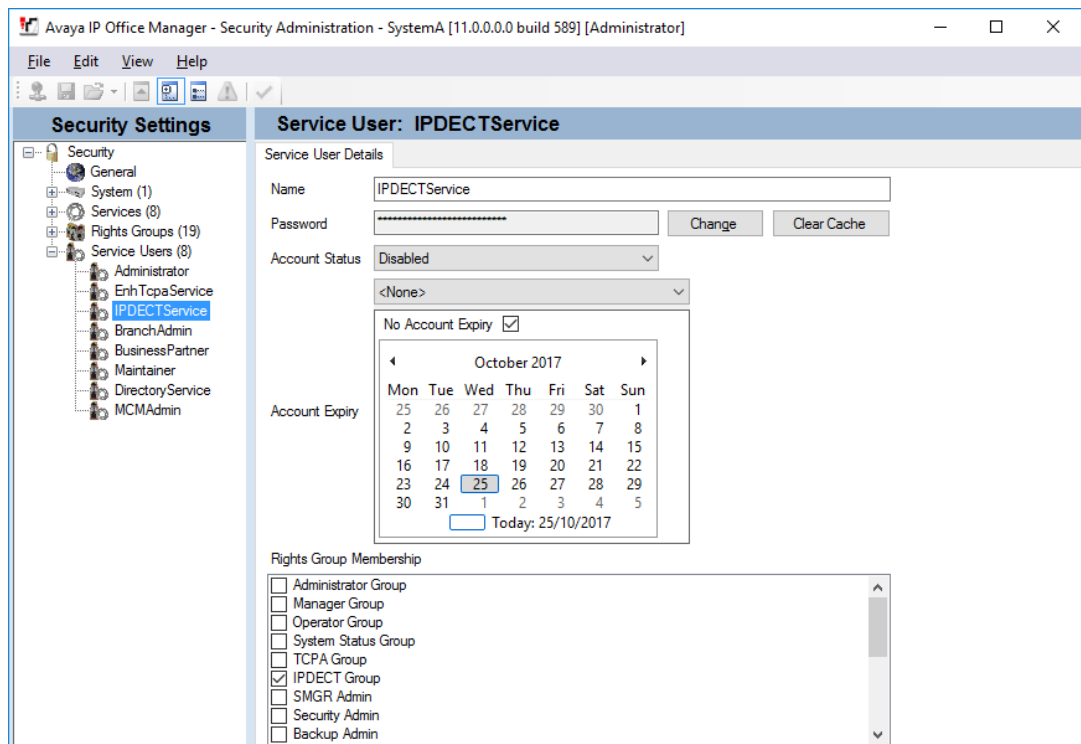 Avaya IP Office Manager - Security Administration - SystemA [11.0.0.0.0 build 589] [Administrator]
File Edit View Help
Security Settings
Security
General
System (1)
Services (8)
Rights Groups (19)
Service Users (8)
Administrator
EnhTcpaService
IPDECTService
BranchAdmin
BusinessPartner
Maintainer
DirectoryService
MCMAdmin
Service User: IPDECTService
Service User Details
Name IPDECTService
Password *************************** Change Clear Cache
Account Status Disabled
<None>
No Account Expiry
Account Expiry
October 2017
Mon Tue Wed Thu Fri Sat Sun
25 26 27 28 29 30 1
2 3 4 5 6 7 8
9 10 11 12 13 14 15
16 17 18 19 20 21 22
23 24 25 26 27 28 29
30 31 1 2 3 4 5
Today: 25/10/2017
Rights Group Membership
Administrator Group
Manager Group
Operator Group
System Status Group
TCPA Group
IPDECT Group
SMGR Admin
Security Admin
Backup Admin